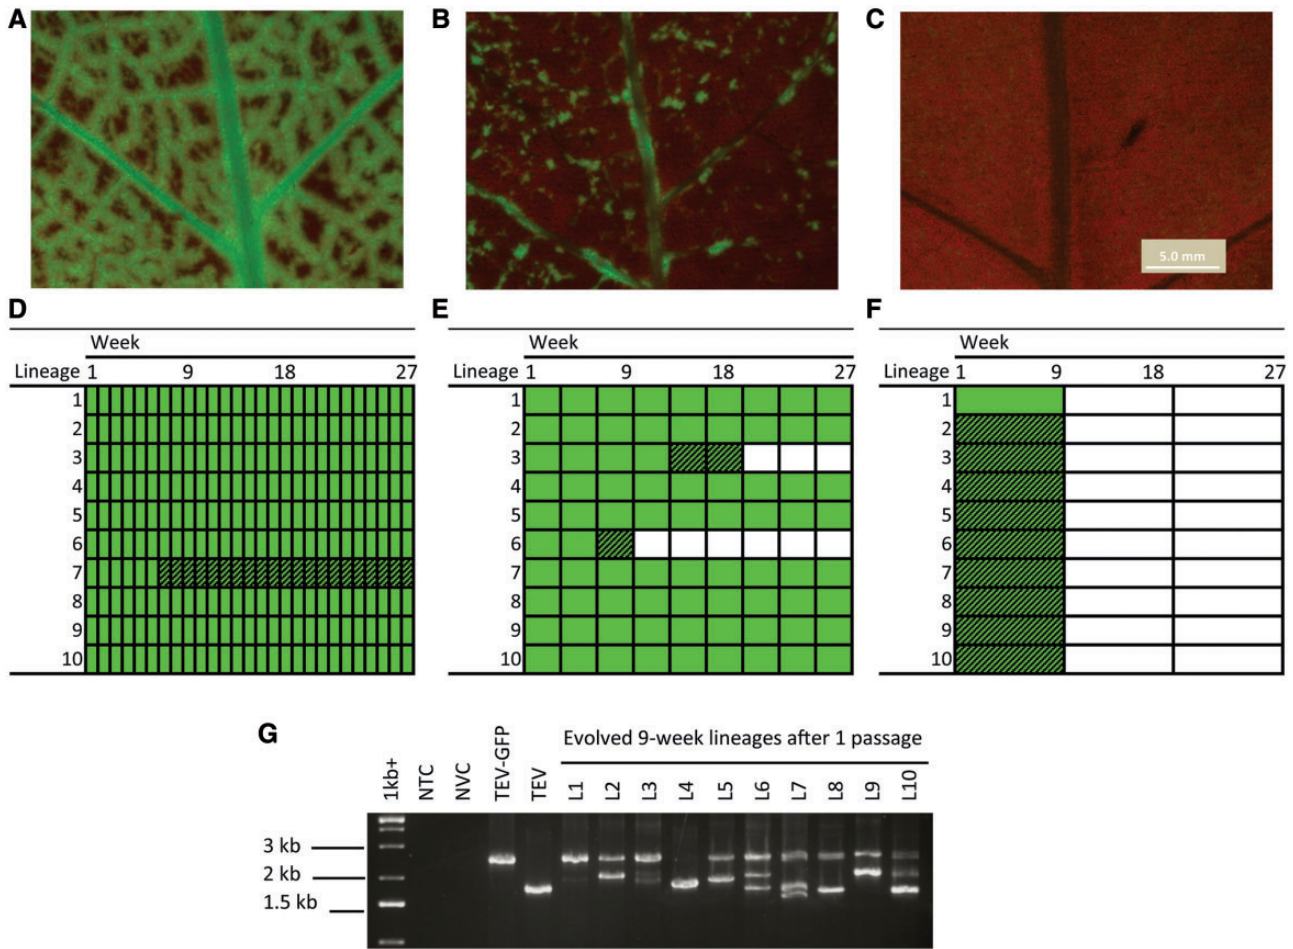 A B C
5.0 mm
D E F
Week Week Week
Lineage 1 9 18 27 Lineage 1 9 18 27 Lineage 1 9 18 27
1 1 1
2 2 2
3 3 3
4 4 4
5 5 5
6 6 6
7 7 7
8 8 8
9 9 9
10 10 10
G
Evolved 9-week lineages after 1 passage
1kb+ NTC NVC TEV-GFP TEV L1 L2 L3 L4 L5 L6 L7 L8 L9 L10
3 kb
2 kb
1.5 kb